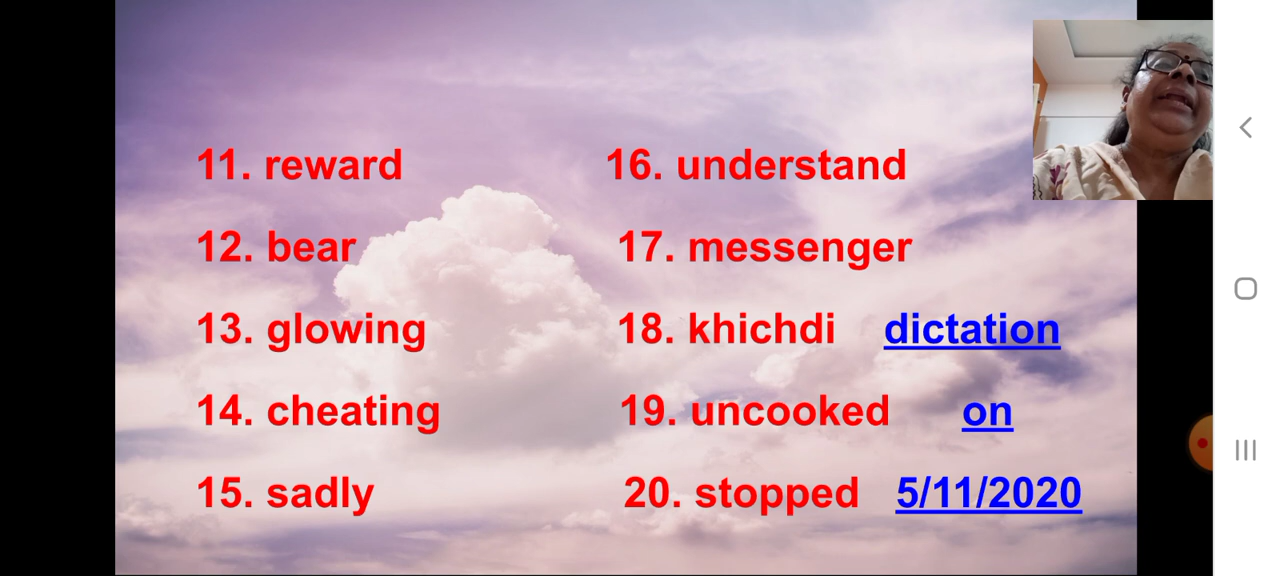 11. reward
12. bear
13. glowing
14. cheating
15. sadly
16. understand
17. messenger
18. khichdi
19. uncooked
20. stopped
dictation
on
5/11/2020